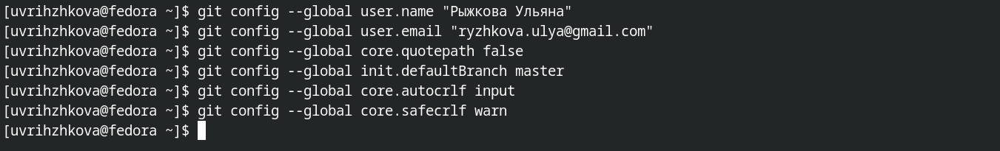 [uvrihzhkova@fedora ~]$ git config --global user.name "Рыжкова Ульяна"
[uvrihzhkova@fedora ~]$ git config --global user.email "ryzhkova.ulya@gmail.com"
[uvrihzhkova@fedora ~]$ git config --global core.quotepath false
[uvrihzhkova@fedora ~]$ git config --global init.defaultBranch master
[uvrihzhkova@fedora ~]$ git config --global core.autocrlf input
[uvrihzhkova@fedora ~]$ git config --global core.safecrlf warn
[uvrihzhkova@fedora ~]$